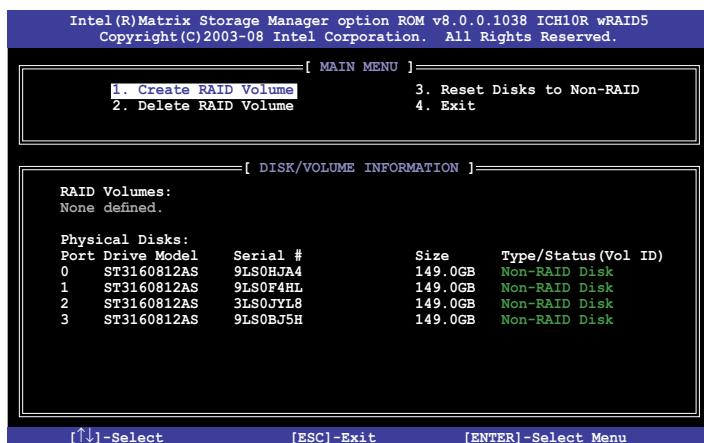 Intel(R)Matrix Storage Manager option ROM v8.0.0.1038 ICH10R wRAID5
Copyright(C)2003-08 Intel Corporation. All Rights Reserved.
[ MAIN MENU ]
1. Create RAID Volume 3. Reset Disks to Non-RAID
2. Delete RAID Volume 4. Exit
[ DISK/VOLUME INFORMATION ]
RAID Volumes:
None defined.
Physical Disks:
Port Drive Model Serial # Size Type/Status(Vol ID)
0 ST3160812AS 9LS0HJA4 149.0GB Non-RAID Disk
1 ST3160812AS 9LS0F4HL 149.0GB Non-RAID Disk
2 ST3160812AS 3LS0JYL8 149.0GB Non-RAID Disk
3 ST3160812AS 9LS0BJ5H 149.0GB Non-RAID Disk
[↑↓]-Select [ESC]-Exit [ENTER]-Select Menu